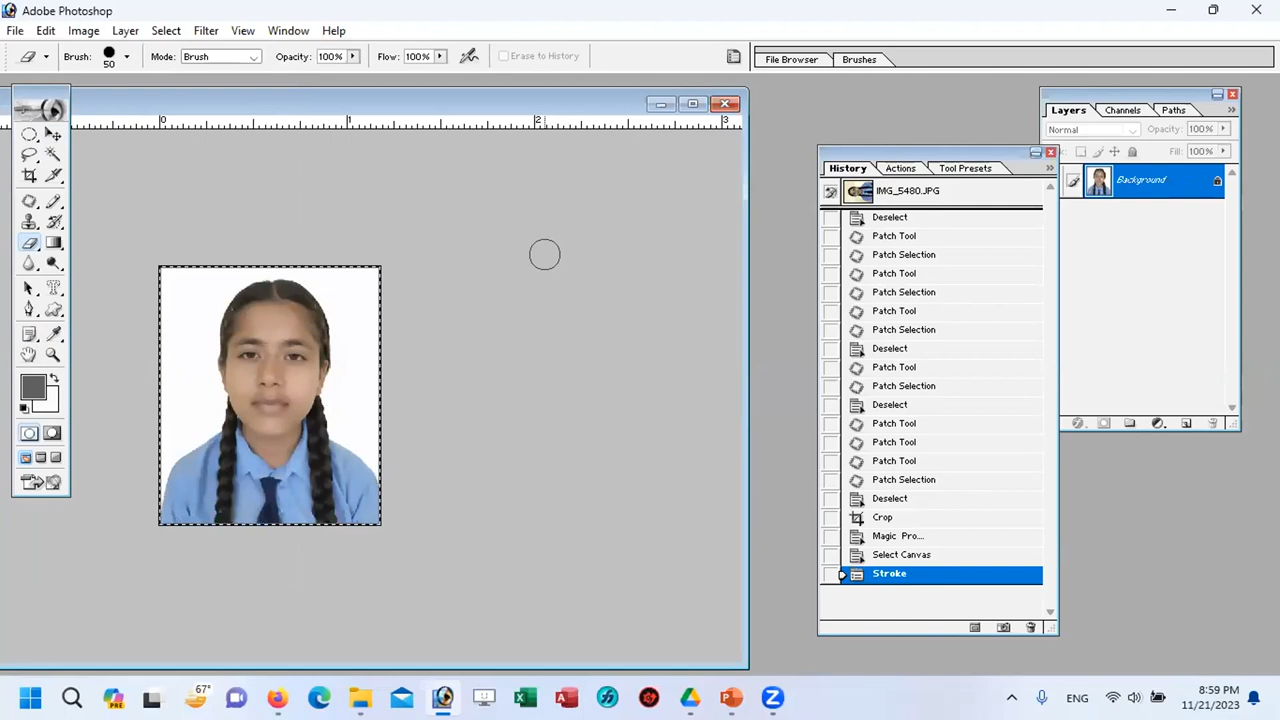 Adobe Photoshop
File Edit Image Layer Select Filter View Window Help
Brush: 50 Mode: Brush Opacity: 100% Flow: 100% Erase to History File Browser Brushes
0 1 2 3
Layers Channels Paths
Normal Opacity: 100%
Fill: 100%
Background
History Actions Tool Presets
IMG_5480.JPG
Deselect
Patch Tool
Patch Selection
Patch Tool
Patch Selection
Patch Tool
Patch Selection
Deselect
Patch Tool
Patch Selection
Deselect
Patch Tool
Patch Tool
Patch Tool
Patch Selection
Deselect
Crop
Magic Pro...
Select Canvas
Stroke
67°
PRE
ENG
8:59 PM
11/21/2023